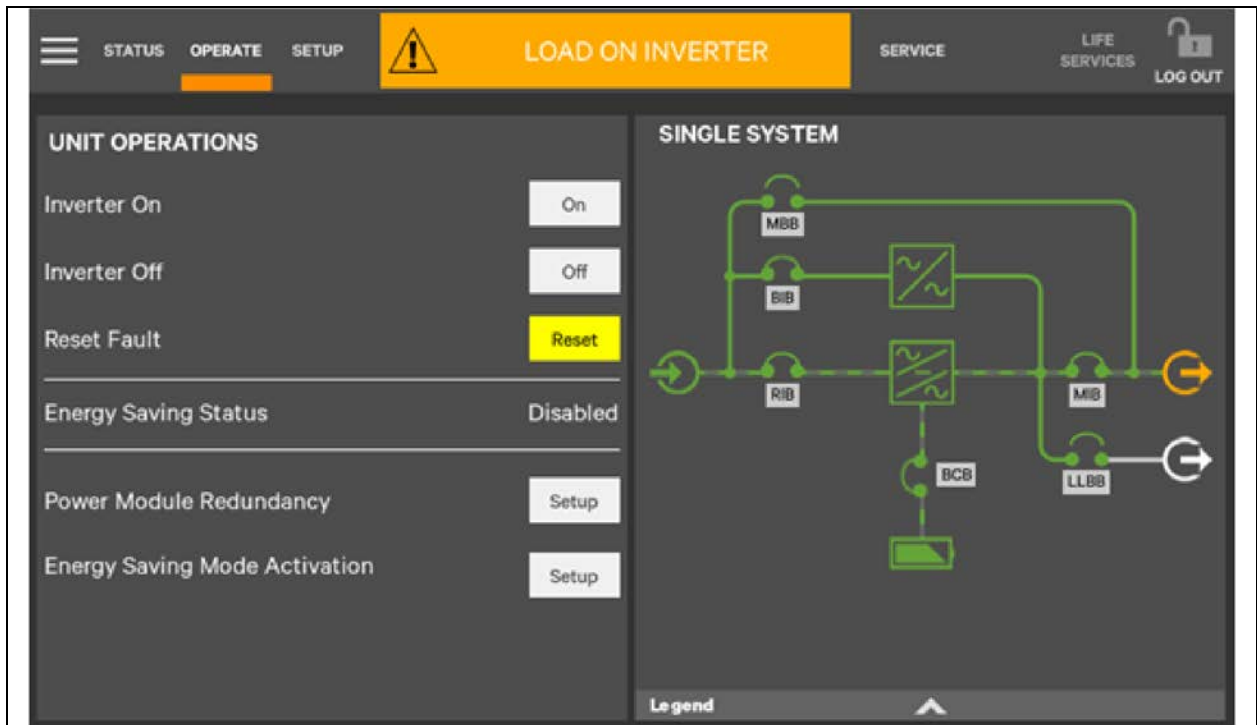 STATUS OPERATE SETUP LOAD ON INVERTER SERVICE LIFE SERVICES LOG OUT
UNIT OPERATIONS
Inverter On On
Inverter Off Off
Reset Fault Reset
Energy Saving Status Disabled
Power Module Redundancy Setup
Energy Saving Mode Activation Setup
SINGLE SYSTEM
MBB
BIB
RIB
MIB
BCB
LLBB
Legend